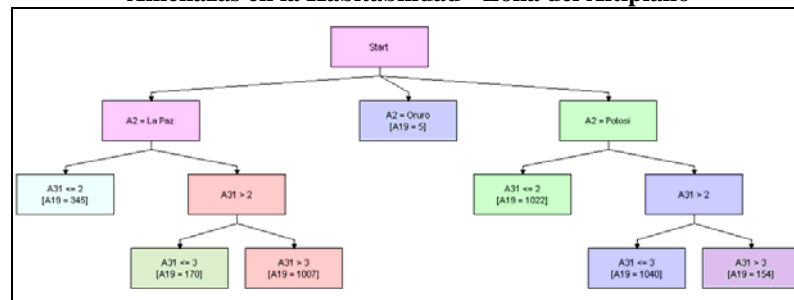 Amenazas en la Habitabilidad - Zona del Altiplano
Start
A2 = La Paz
A2 = Oruro
[A19 = 5]
A2 = Potosi
A31 <= 2
[A19 = 345]
A31 > 2
A31 <= 2
[A19 = 1022]
A31 > 2
A31 <= 3
[A19 = 170]
A31 > 3
[A19 = 1007]
A31 <= 3
[A19 = 1040]
A31 > 3
[A19 = 154]